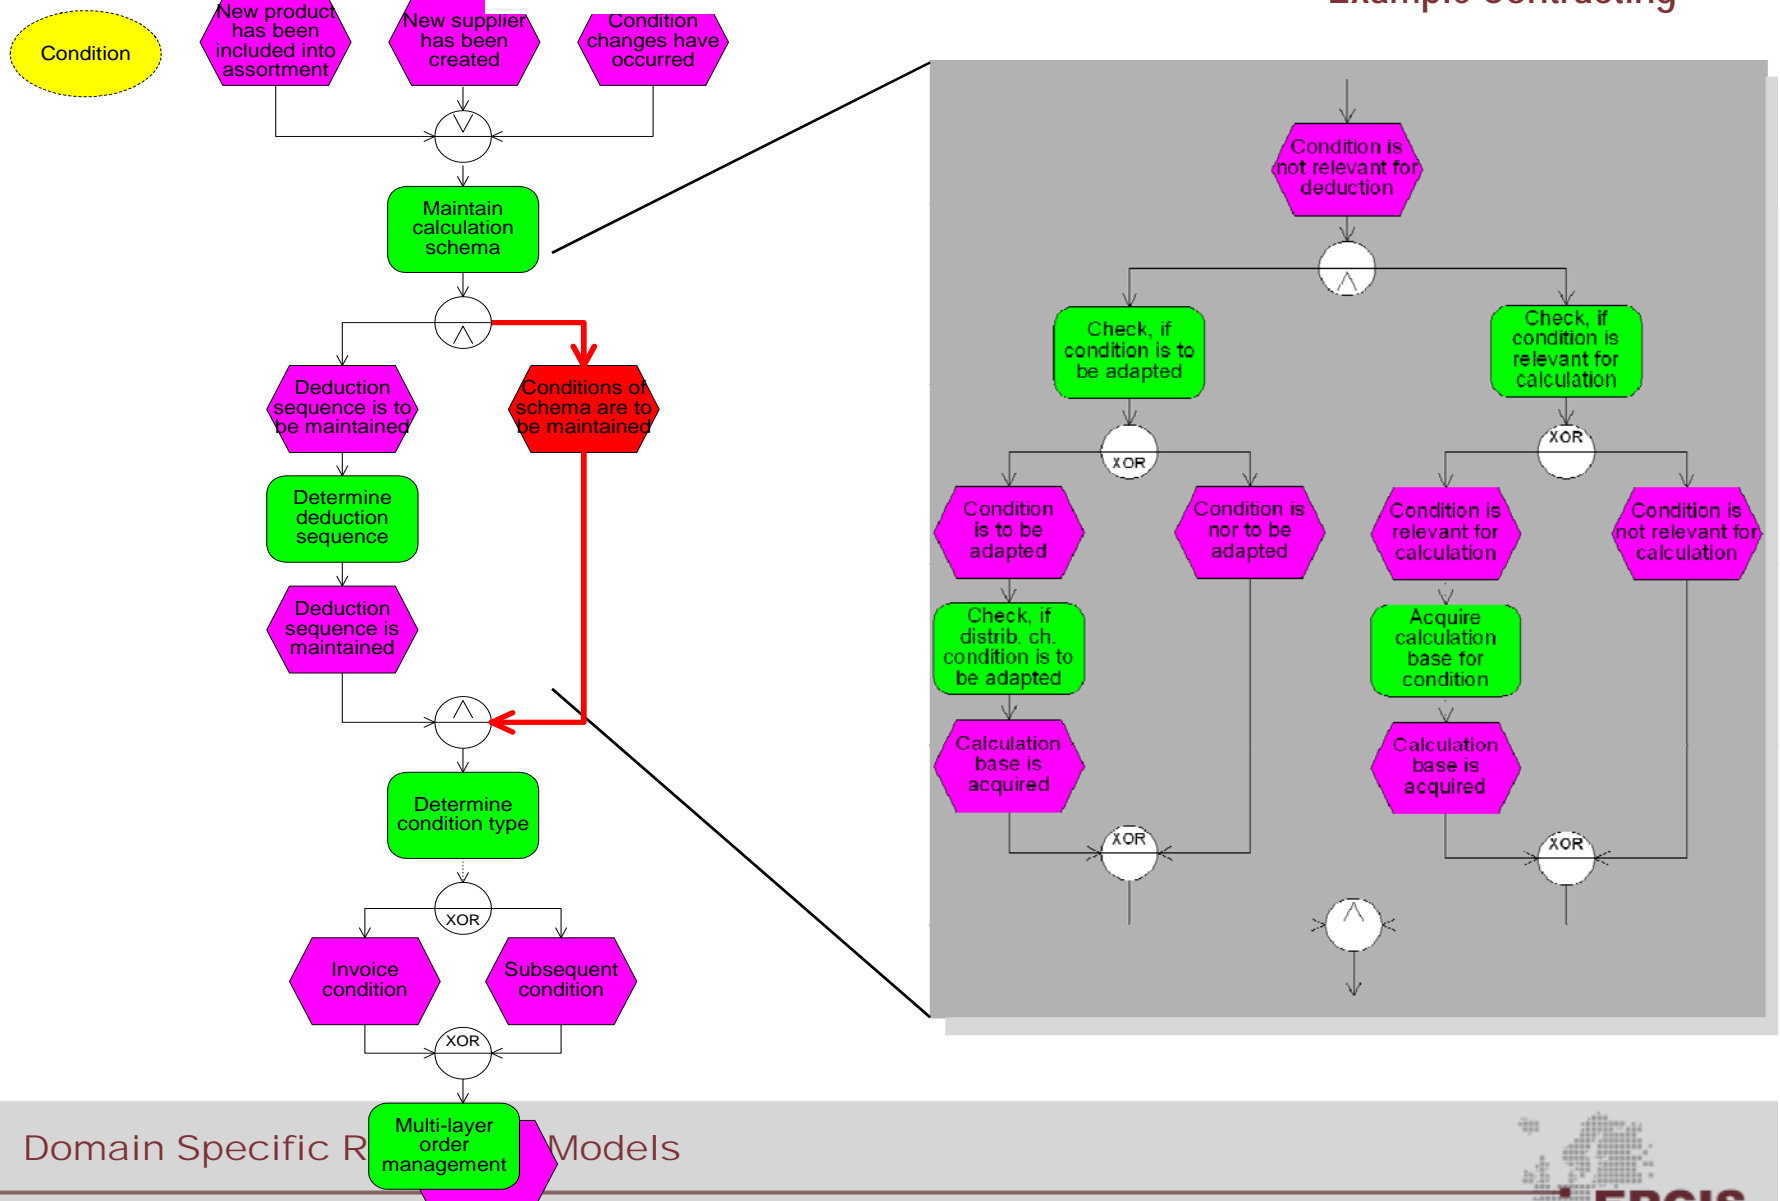 Example Contracting
Condition
New product
has been
included into
assortment
New supplier
has been
created
Condition
changes have
occurred
Maintain
calculation
schema
Deduction
sequence is to
be maintained
Conditions of
schema are to
be maintained
Determine
deduction
sequence
Deduction
sequence is
maintained
Determine
condition type
XOR
Invoice
condition
Subsequent
condition
XOR
Multi-layer
order
management
Condition is
not relevant for
deduction
Check, if
condition is to
be adapted
Check, if
condition is
relevant for
calculation
XOR
XOR
Condition
is to be
adapted
Condition is
nor to be
adapted
Condition is
relevant for
calculation
Condition is
not relevant for
calculation
Check, if
distrib. ch.
condition is to
be adapted
Acquire
calculation
base for
condition
Calculation
base is
acquired
Calculation
base is
acquired
XOR
XOR
Domain Specific R Models
ERCIS